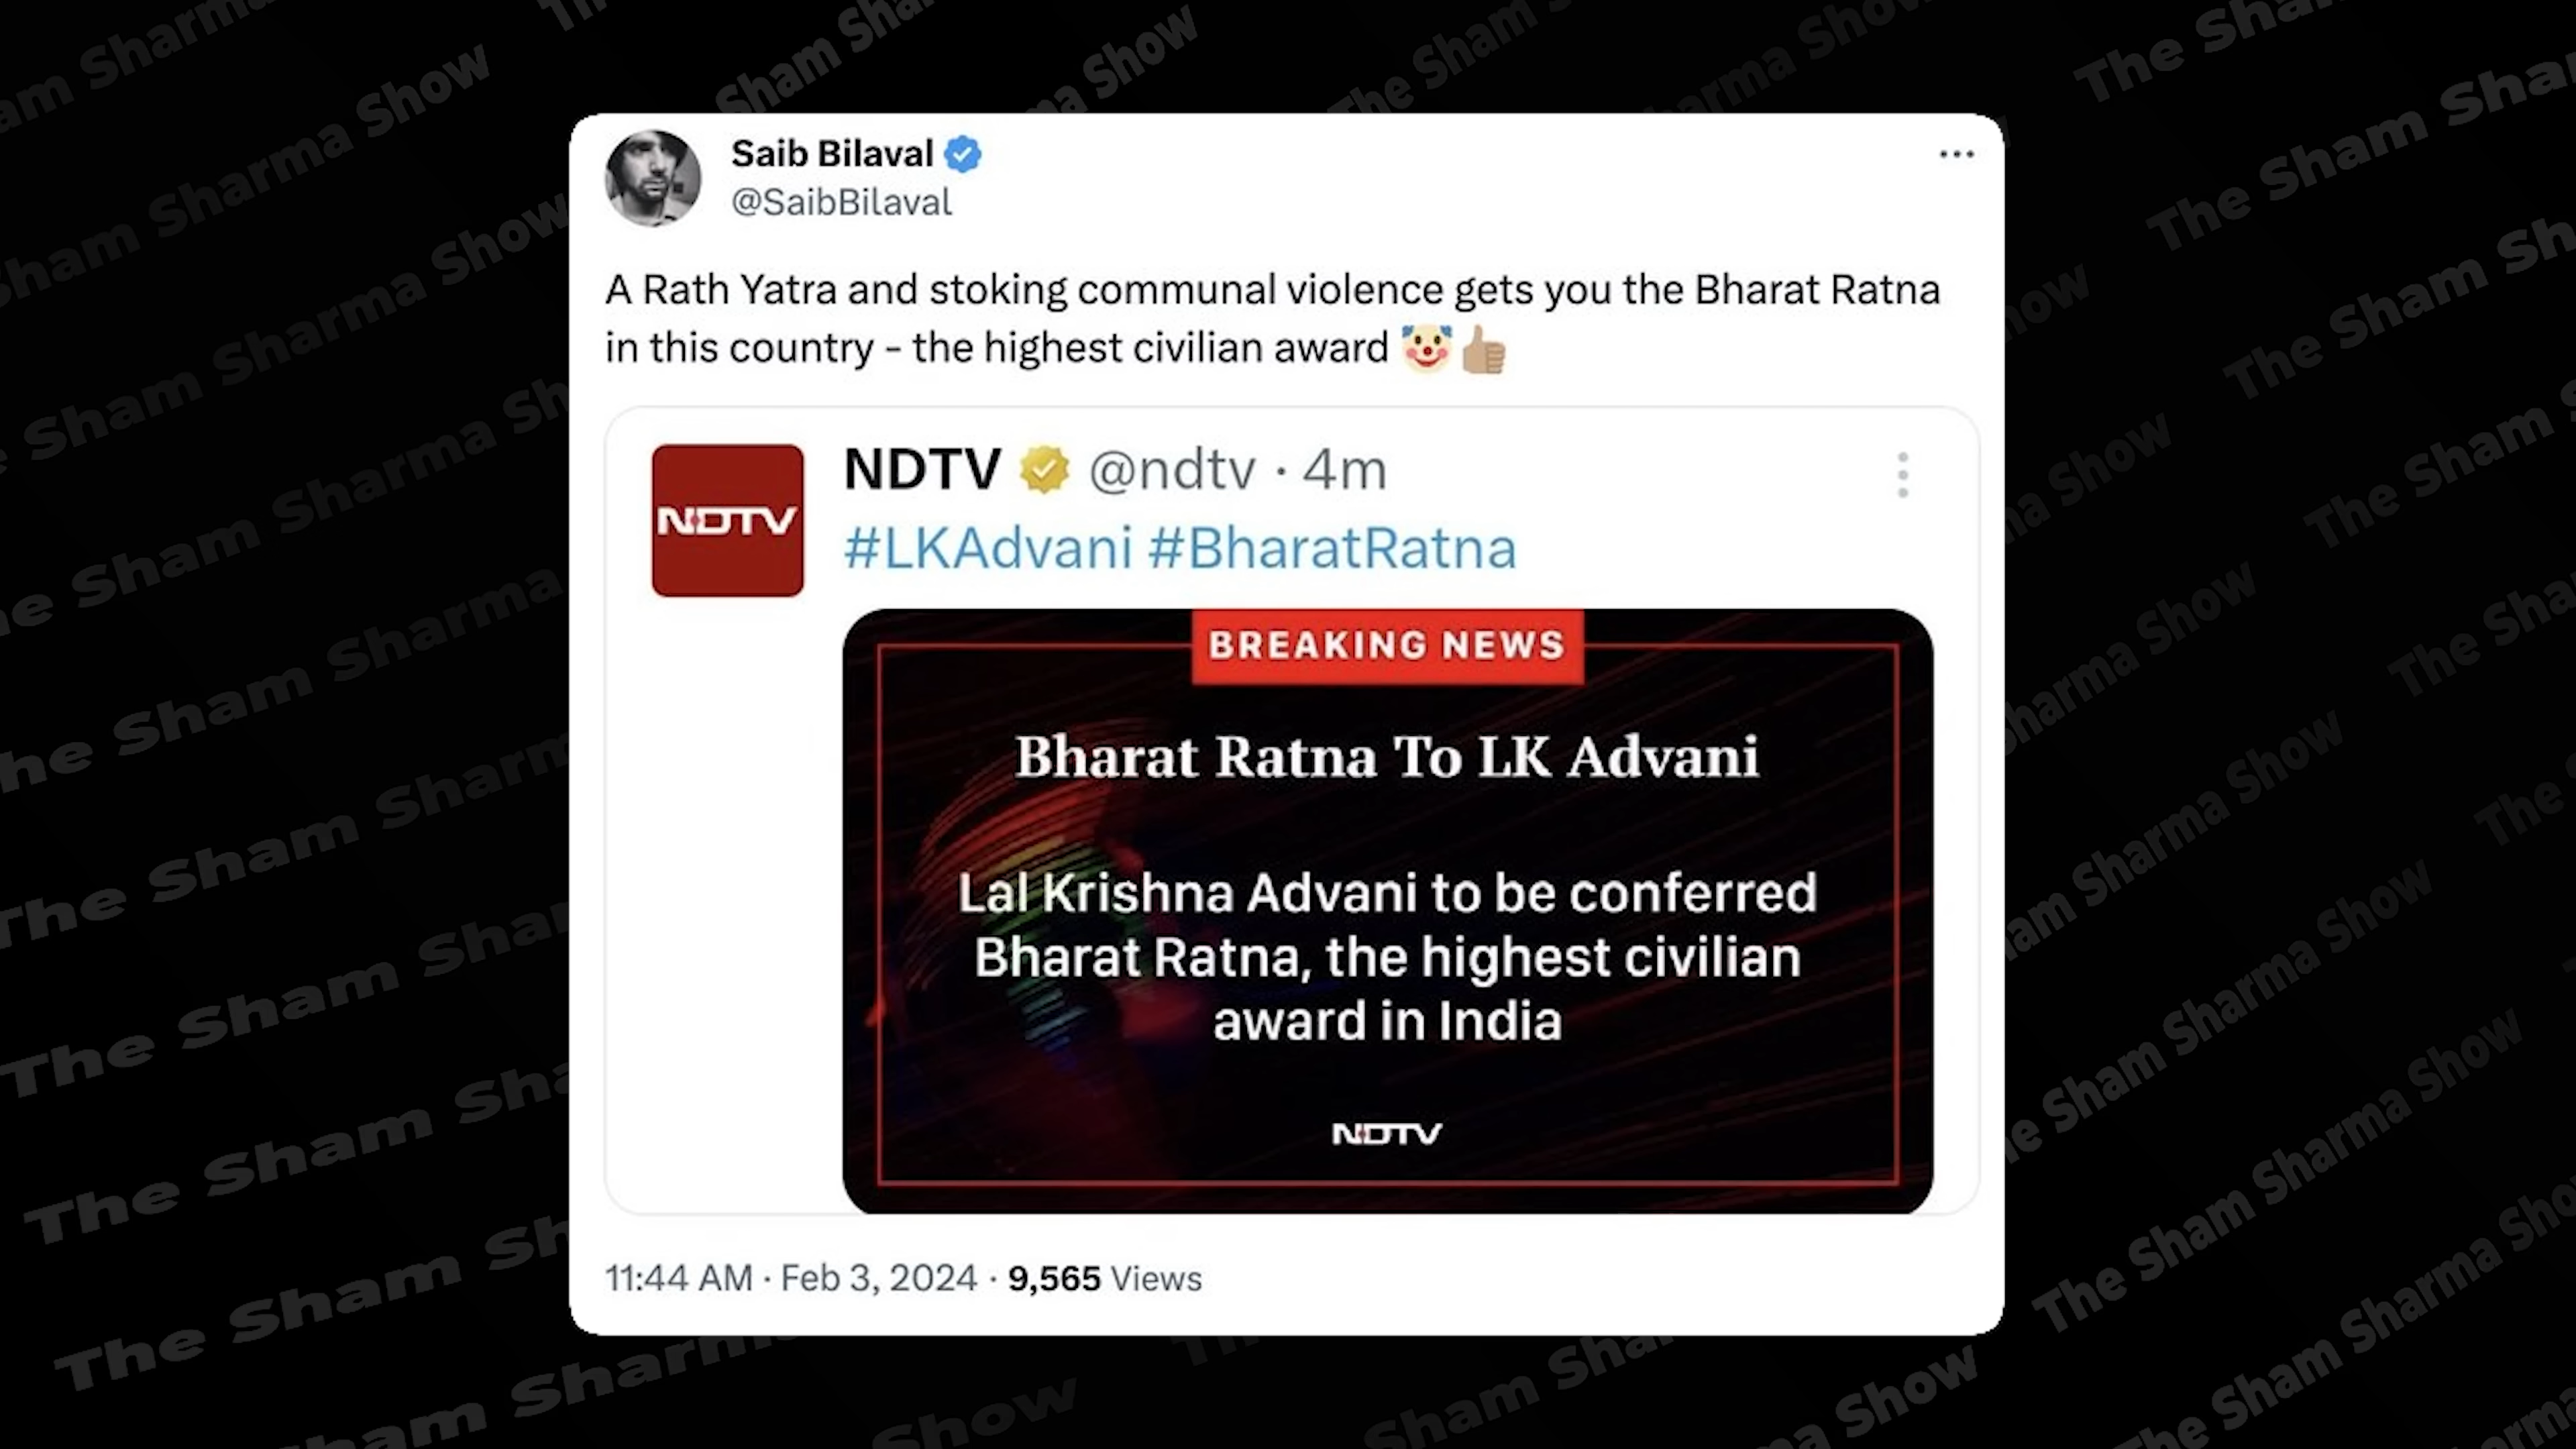 The Sham Sharma Show
Saib Bilaval
@SaibBilaval
A Rath Yatra and stoking communal violence gets you the Bharat Ratna
in this country - the highest civilian award 🤡👍🏽
NDTV
NDTV @ndtv · 4m
#LKAdvani #BharatRatna
BREAKING NEWS
Bharat Ratna To LK Advani
Lal Krishna Advani to be conferred
Bharat Ratna, the highest civilian
award in India
NDTV
11:44 AM · Feb 3, 2024 · 9,565 Views